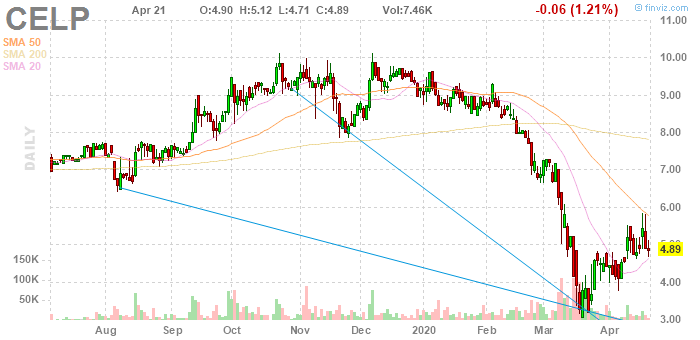 CELP Apr 21 O:4.90 H:5.12 L:4.71 C:4.89 Vol:7.46K -0.06 (1.21%)
© finviz.com
SMA 50
SMA 200
SMA 20
DAILY
11.00
10.00
9.00
8.00
7.00
6.00
5.00
4.89
4.00
3.00
150K
100K
50K
Aug Sep Oct Nov Dec 2020 Feb Mar Apr